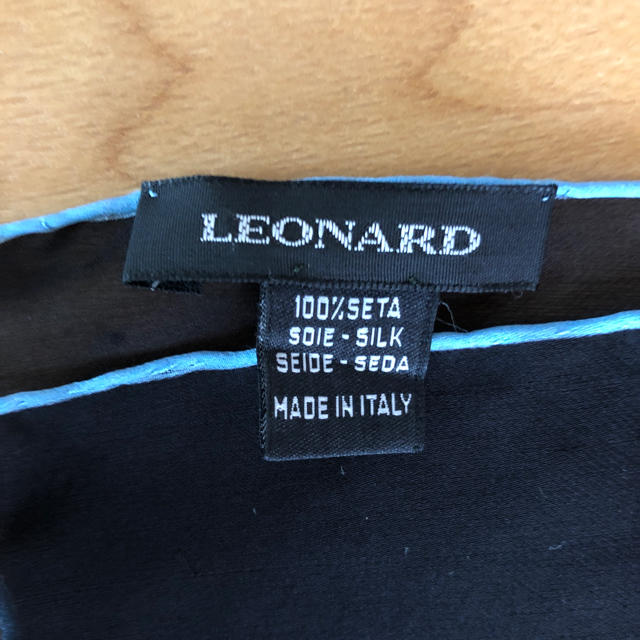 LEONARD
100%SETA
SOIE - SILK
SEIDE - SEDA
MADE IN ITALY